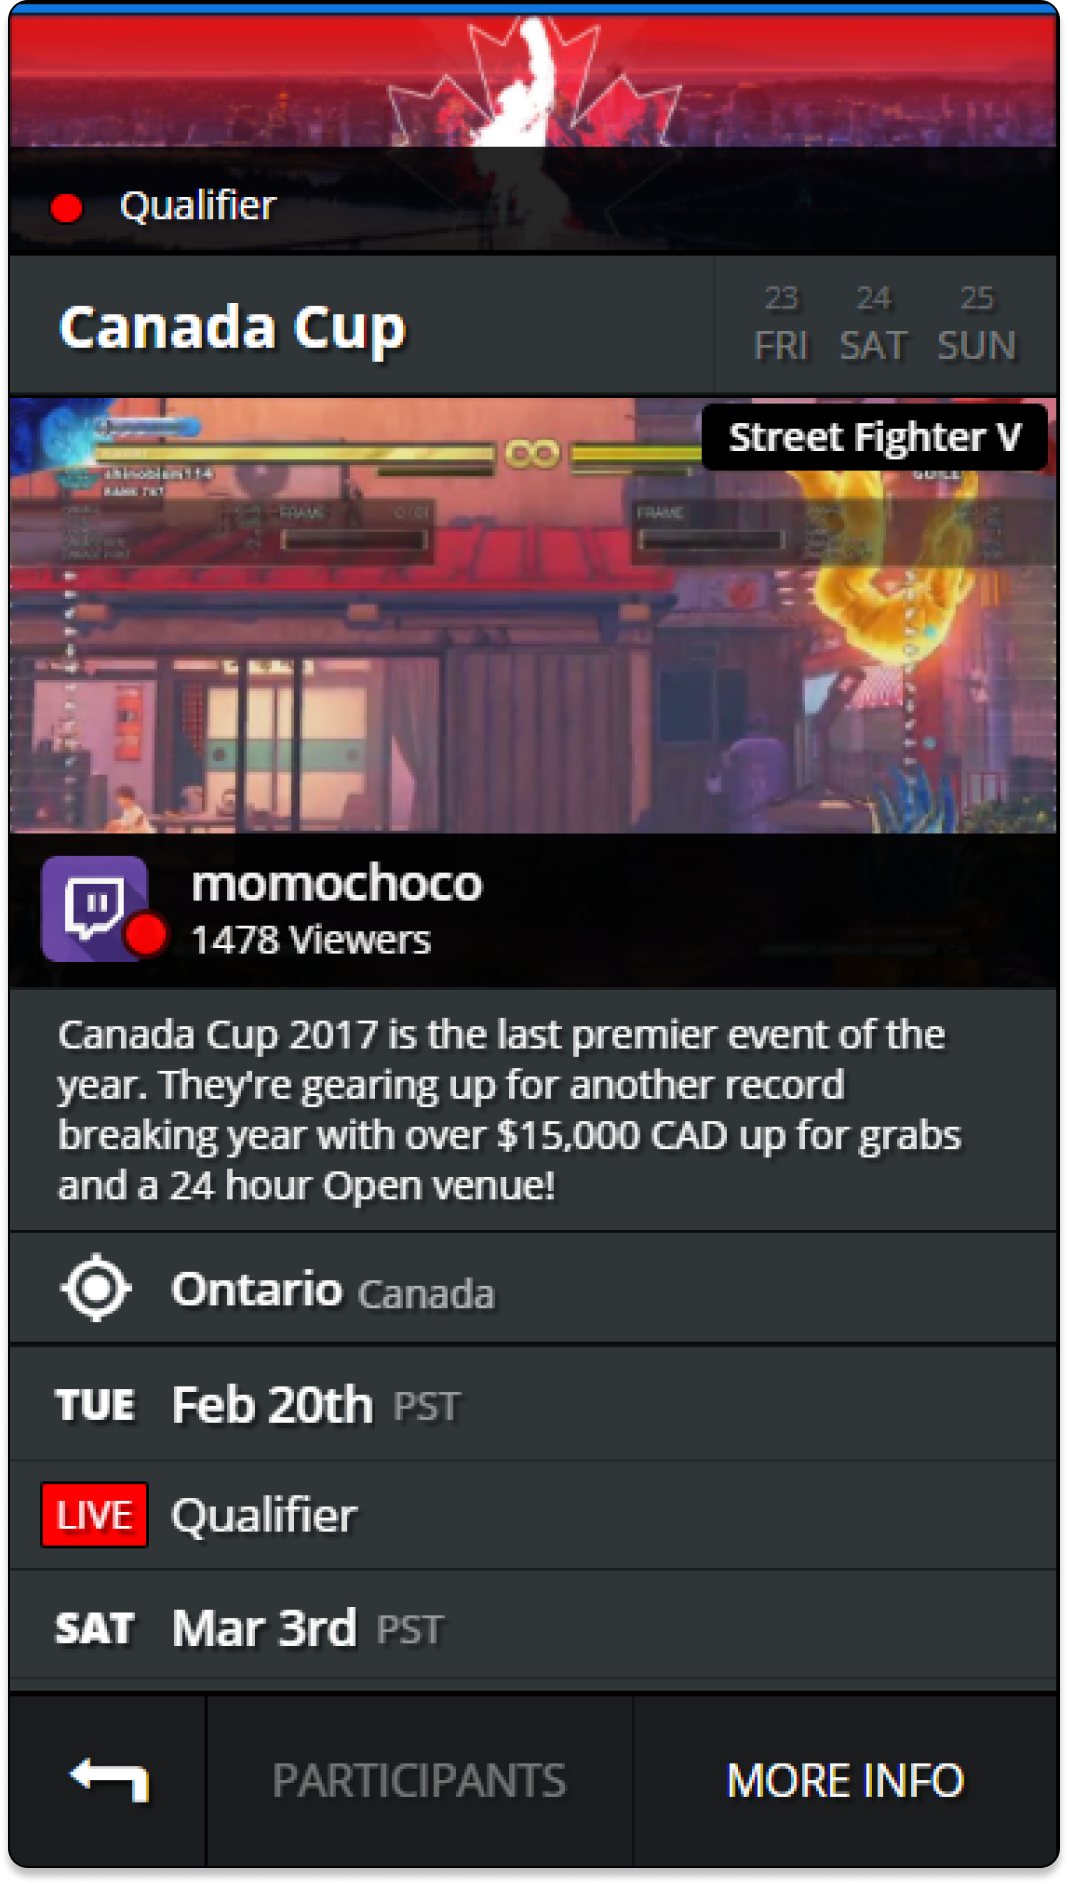 Qualifier
Canada Cup
23 24 25
FRI SAT SUN
Street Fighter V
shinobism114
FRAME
FRAME
momochoco
1478 Viewers
Canada Cup 2017 is the last premier event of the
year. They're gearing up for another record
breaking year with over $15,000 CAD up for grabs
and a 24 hour Open venue!
Ontario Canada
TUE Feb 20th PST
LIVE Qualifier
SAT Mar 3rd PST
PARTICIPANTS MORE INFO